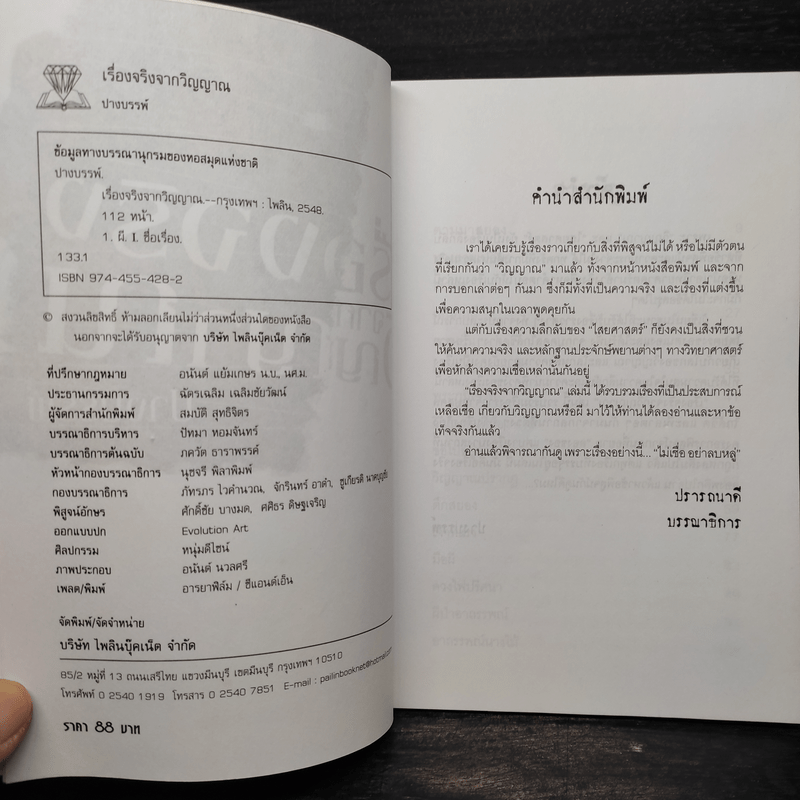 เรื่องจริงจากวิญญาณ
ปางบรรพ์
ข้อมูลทางบรรณานุกรมของหอสมุดแห่งชาติ
ปางบรรพ์.
เรื่องจริงจากวิญญาณ.--กรุงเทพฯ : ไพลิน, 2548.
112 หน้า.
1. ผี. I. ชื่อเรื่อง.
133.1
ISBN 974-455-428-2
© สงวนลิขสิทธิ์ ห้ามลอกเลียนไม่ว่าส่วนหนึ่งส่วนใดของหนังสือ
นอกจากจะได้รับอนุญาตจาก บริษัท ไพลินบุ๊คเน็ต จำกัด
ที่ปรึกษากฎหมาย อนันต์ แย้มเกษร น.บ., นศ.ม.
ประธานกรรมการ ฉัตรเฉลิม เฉลิมชัยวัฒน์
ผู้จัดการสำนักพิมพ์ สมบัติ สุทธิจิตร
บรรณาธิการบริหาร ปัทมา หอมจันทร์
บรรณาธิการต้นฉบับ ภควัต ธาราพรรค์
หัวหน้ากองบรรณาธิการ นุชจรี พิลาพิมพ์
กองบรรณาธิการ ภัทรภร ไวคำนวณ, จักรินทร์ อาดำ, ชูเกียรติ
พิสูจน์อักษร ศักดิ์ชัย บางมด, ศศิธร ดิษฐเจริญ
ออกแบบปก Evolution Art
ศิลปกรรม หนุ่มดีไซน์
ภาพประกอบ อนันต์ นวลศรี
เพลต/พิมพ์ อารยาฟิล์ม / ซีแอนด์เอ็น
จัดพิมพ์/จัดจำหน่าย
บริษัท ไพลินบุ๊คเน็ต จำกัด
85/2 หมู่ที่ 13 ถนนเสรีไทย แขวงมีนบุรี เขตมีนบุรี กรุงเทพฯ 10510
โทรศัพท์ 0 2540 1919 โทรสาร 0 2540 7851 E-mail : pailinbooknet@hotmail.com
ราคา 88 บาท
คำนำสำนักพิมพ์
เราได้เคยรับรู้เรื่องราวเกี่ยวกับสิ่งที่พิสูจน์ไม่ได้ หรือไม่มีตัวตน
ที่เรียกกันว่า "วิญญาณ" มาแล้ว ทั้งจากหน้าหนังสือพิมพ์ และจาก
การบอกเล่าต่อๆ กันมา ซึ่งก็มีทั้งที่เป็นความจริง และเรื่องที่แต่งขึ้น
เพื่อความสนุกในเวลาพูดคุยกัน
แต่กับเรื่องความลึกลับของ "ไสยศาสตร์" ก็ยังคงเป็นสิ่งที่ชวน
ให้ค้นหาความจริง และหลักฐานประจักษ์พยานต่างๆ ทางวิทยาศาสตร์
เพื่อหักล้างความเชื่อเหล่านั้นกันอยู่
"เรื่องจริงจากวิญญาณ" เล่มนี้ ได้รวบรวมเรื่องที่เป็นประสบการณ์
เหลือเชื่อ เกี่ยวกับวิญญาณหรือผี มาไว้ให้ท่านได้ลองอ่านและหาข้อ
เท็จจริงกันแล้ว
อ่านแล้วพิจารณากันดู เพราะเรื่องอย่างนี้... "ไม่เชื่อ อย่าลบหลู่"
ปรารถนาดี
บรรณาธิการ